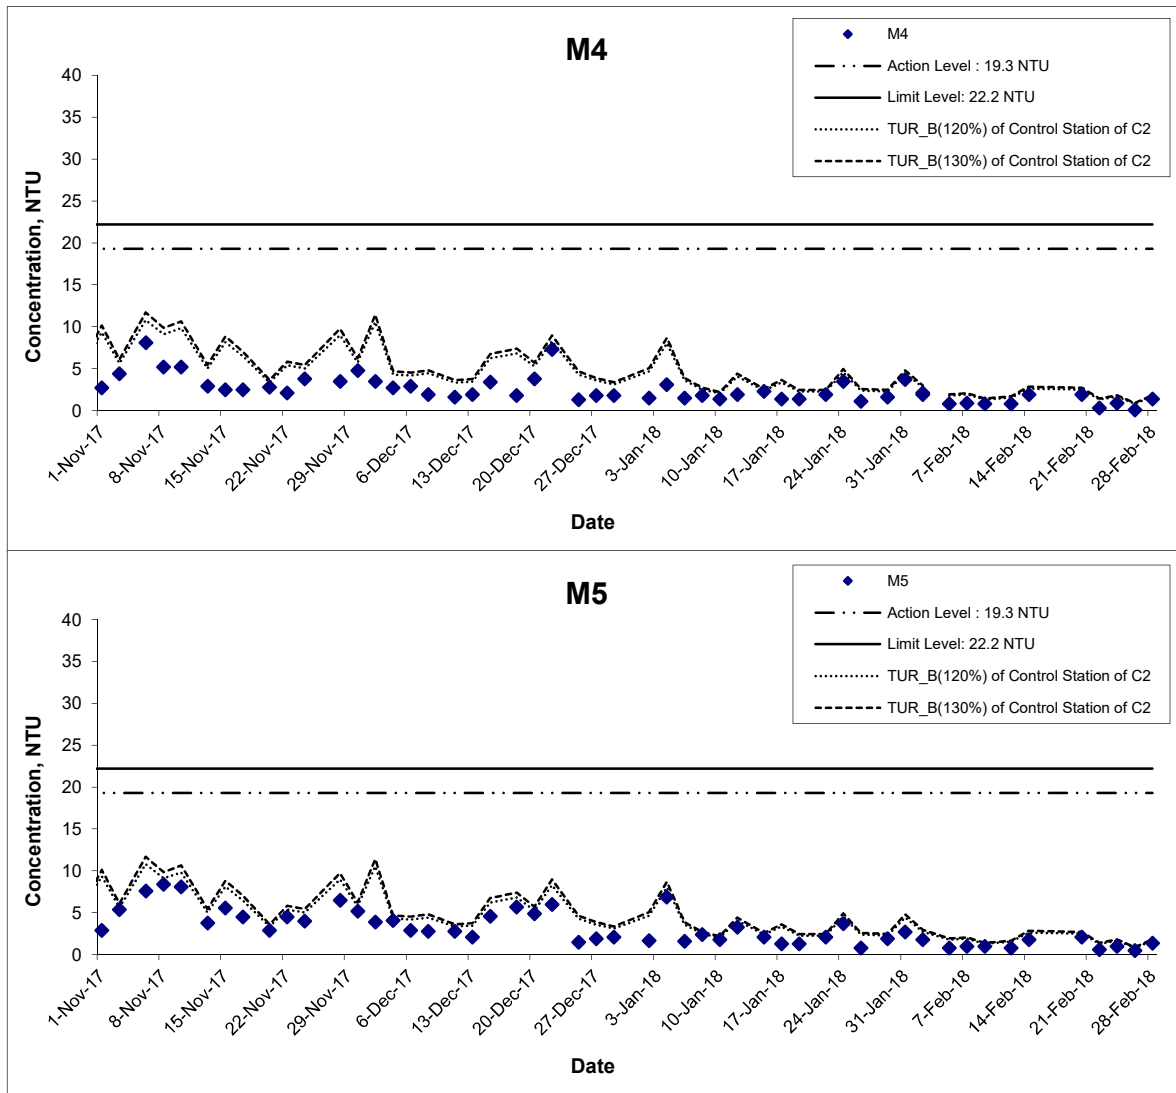 M4
M4
Action Level : 19.3 NTU
Limit Level: 22.2 NTU
TUR_B(120%) of Control Station of C2
TUR_B(130%) of Control Station of C2
Concentration, NTU
40
35
30
25
20
15
10
5
0
1-Nov-17
8-Nov-17
15-Nov-17
22-Nov-17
29-Nov-17
6-Dec-17
13-Dec-17
20-Dec-17
27-Dec-17
3-Jan-18
10-Jan-18
17-Jan-18
24-Jan-18
31-Jan-18
7-Feb-18
14-Feb-18
21-Feb-18
28-Feb-18
Date
M5
M5
Action Level : 19.3 NTU
Limit Level: 22.2 NTU
TUR_B(120%) of Control Station of C2
TUR_B(130%) of Control Station of C2
Concentration, NTU
40
35
30
25
20
15
10
5
0
1-Nov-17
8-Nov-17
15-Nov-17
22-Nov-17
29-Nov-17
6-Dec-17
13-Dec-17
20-Dec-17
27-Dec-17
3-Jan-18
10-Jan-18
17-Jan-18
24-Jan-18
31-Jan-18
7-Feb-18
14-Feb-18
21-Feb-18
28-Feb-18
Date